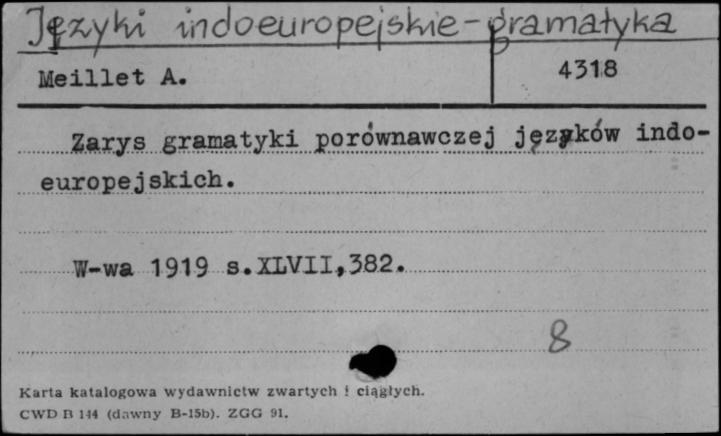 Języki indoeuropejskie-gramatyka
Meillet A.
4318
Zarys gramatyki porównawczej języków indo-
europejskich.
W-wa 1919 s.XLVII,382.
8
Karta katalogowa wydawnictw zwartych i ciągłych.
CWD B 144 (dawny B-15b). ZGG 91.